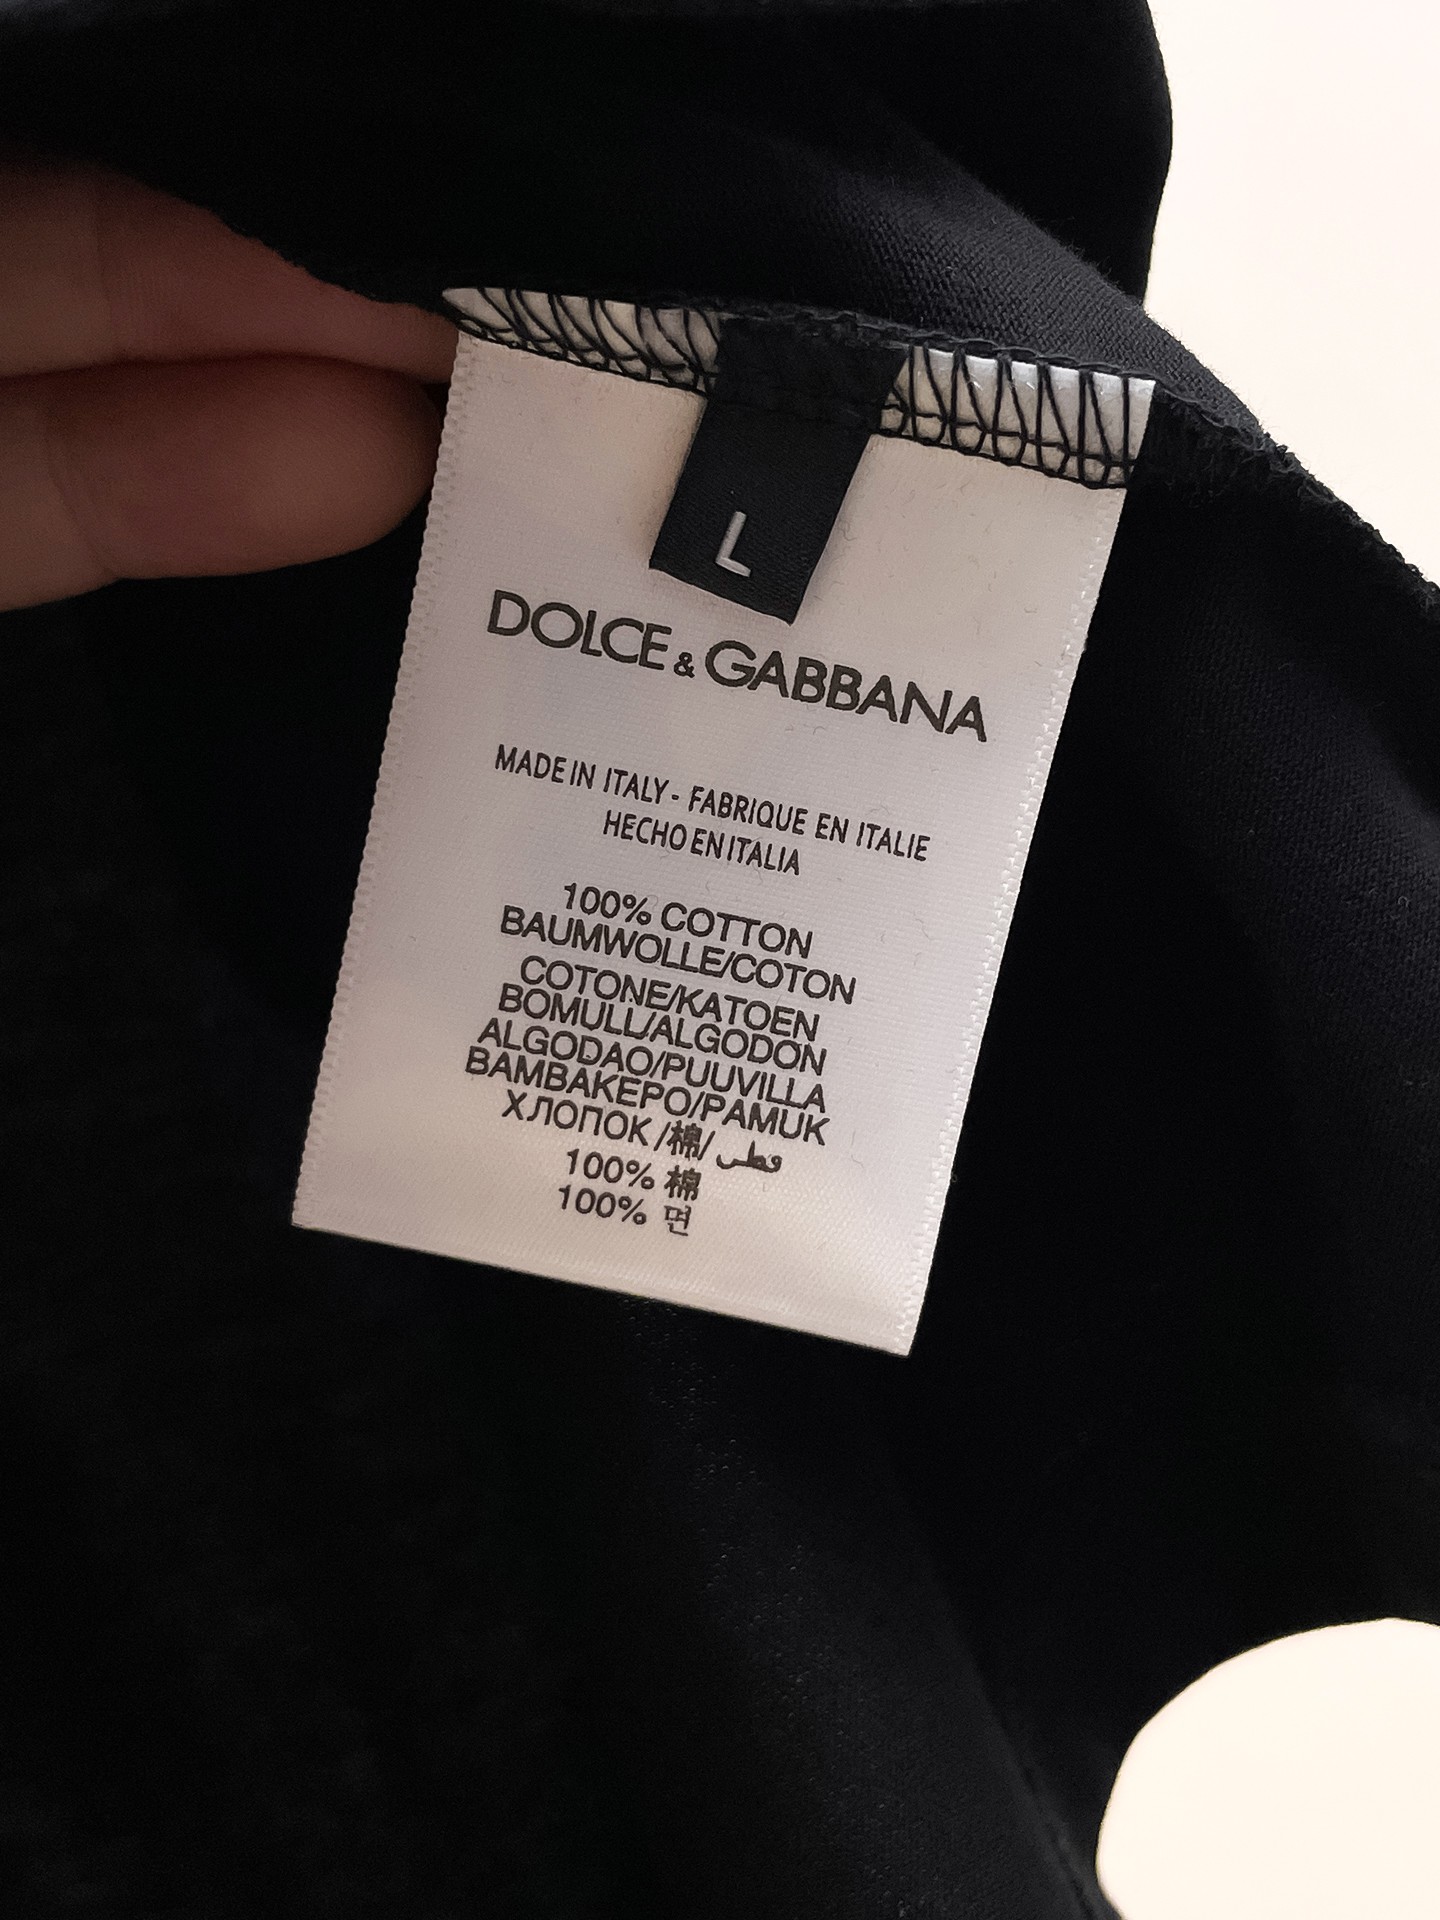 L
DOLCE & GABBANA
MADE IN ITALY - FABRIQUE EN ITALIE
HECHO EN ITALIA
100% COTTON
BAUMWOLLE/COTON
COTONE/KATOEN
BOMULL/ALGODÓN
ALGODAO/PUUVILLA
BAMBAKEPO/PAMUK
ХЛОПОК /棉/ قطن
100% 棉
100% 면